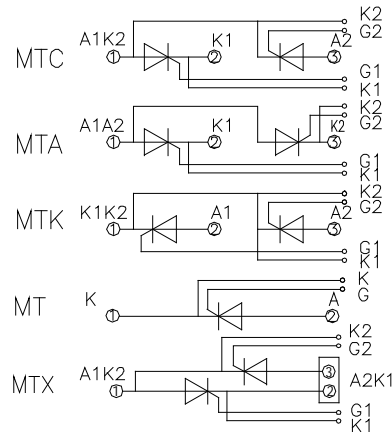 K2
A1K2 K1 G2 A2
MTC ① ② ③
G1
K1
K2
A1A2 K1 K2 G2
MTA ① ② ③
G1
K1
K2
K1K2 A1 A2 G2
MTK ① ② ③
G1
K1
K
K A G
MT ① ②
K2
G2
A1K2 ③
MTX ① ② A2K1
G1
K1